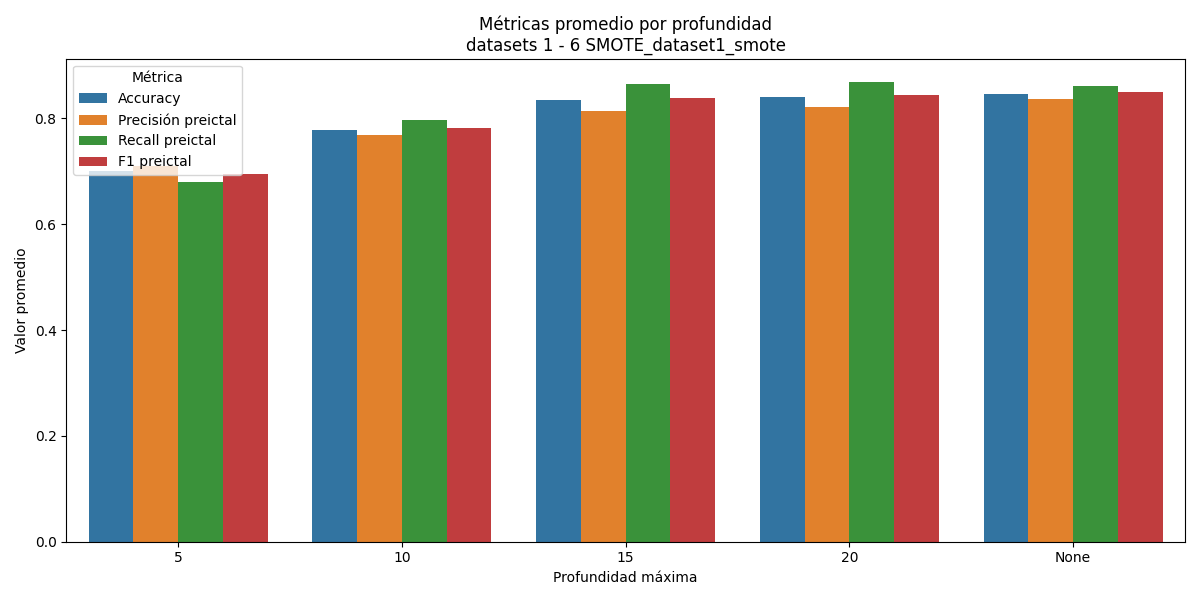 Métricas promedio por profundidad
datasets 1 - 6 SMOTE_dataset1_smote
Métrica
Accuracy
Precisión preictal
Recall preictal
F1 preictal
Valor promedio
0.8
0.6
0.4
0.2
0.0
5
10
15
20
None
Profundidad máxima